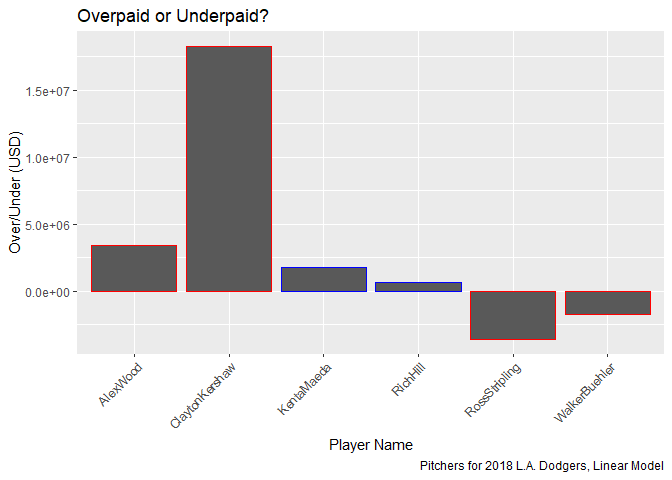 Overpaid or Underpaid?
Over/Under (USD)
1.5e+07
1.0e+07
5.0e+06
0.0e+00
AlexWood
ClaytonKershaw
KentaMaeda
RichHill
RossStripling
WalkerBuehler
Player Name
Pitchers for 2018 L.A. Dodgers, Linear Model